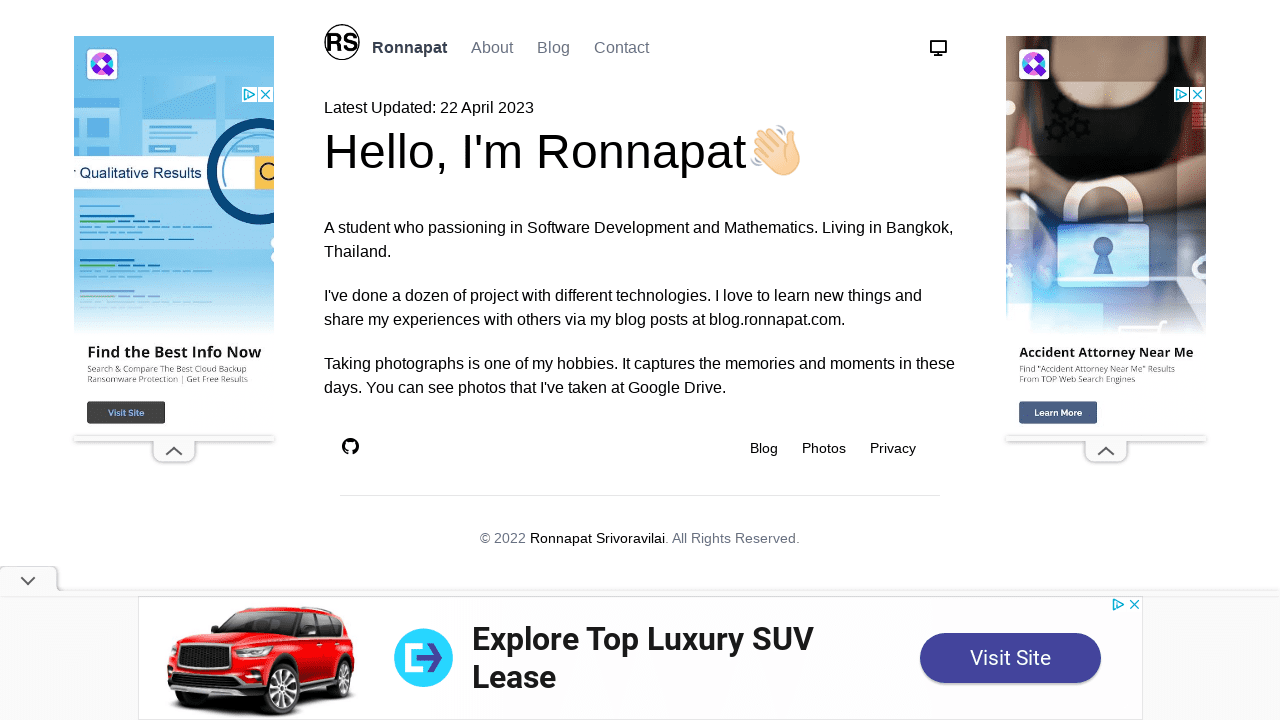 RS Ronnapat About Blog Contact
Latest Updated: 22 April 2023
Hello, I'm Ronnapat👋🏻
A student who passioning in Software Development and Mathematics. Living in Bangkok,
Thailand.
I've done a dozen of project with different technologies. I love to learn new things and
share my experiences with others via my blog posts at blog.ronnapat.com.
Taking photographs is one of my hobbies. It captures the memories and moments in these
days. You can see photos that I've taken at Google Drive.
Blog Photos Privacy
© 2022 Ronnapat Srivoravilai. All Rights Reserved.
Qualitative Results
Find the Best Info Now
Search & Compare The Best Cloud Backup
Ransomware Protection | Get Free Results
Visit Site
Accident Attorney Near Me
Find "Accident Attorney Near Me" Results
From TOP Web Search Engines
Learn More
Explore Top Luxury SUV
Lease
Visit Site